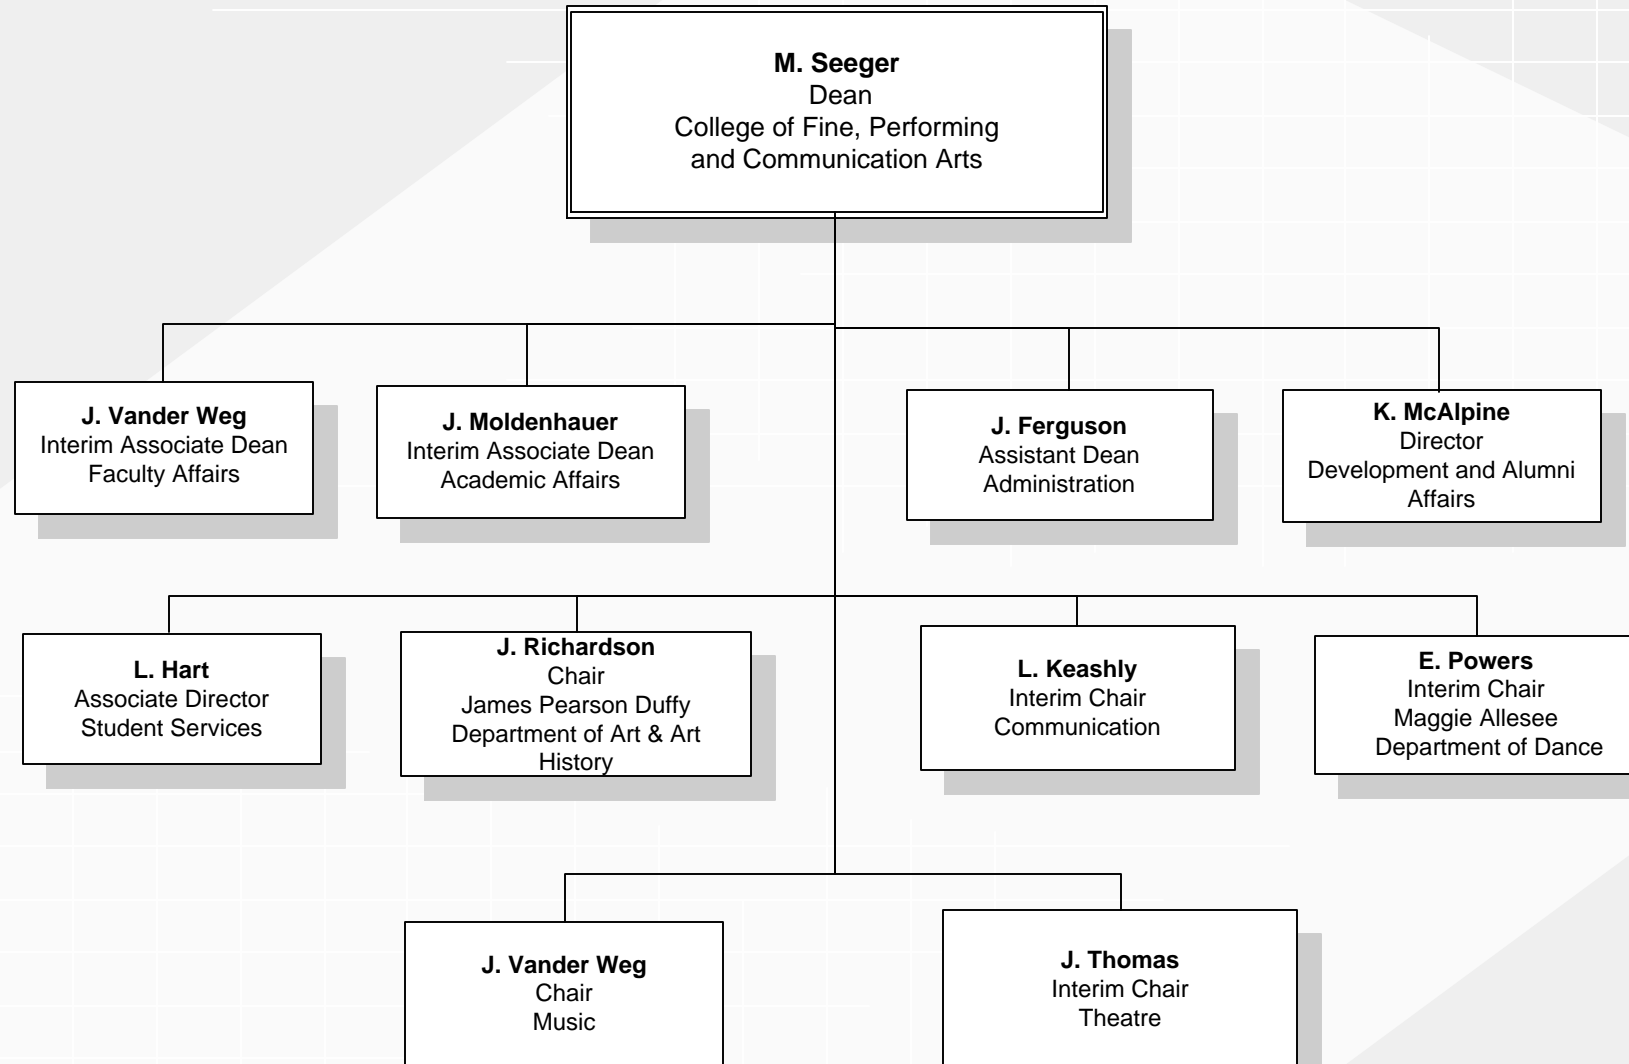 M. Seeger
Dean
College of Fine, Performing
and Communication Arts
J. Vander Weg
Interim Associate Dean
Faculty Affairs
J. Moldenhauer
Interim Associate Dean
Academic Affairs
J. Ferguson
Assistant Dean
Administration
K. McAlpine
Director
Development and Alumni
Affairs
L. Hart
Associate Director
Student Services
J. Richardson
Chair
James Pearson Duffy
Department of Art & Art
History
L. Keashly
Interim Chair
Communication
E. Powers
Interim Chair
Maggie Allesee
Department of Dance
J. Vander Weg
Chair
Music
J. Thomas
Interim Chair
Theatre